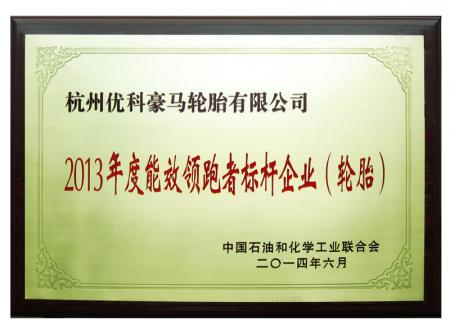 杭州优科豪马轮胎有限公司
2013年度能效领跑者标杆企业（轮胎）
中国石油和化学工业联合会
二〇一四年六月